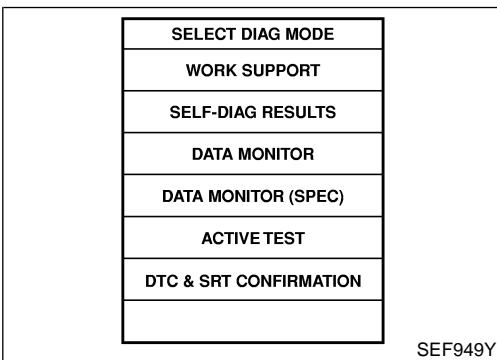 SELECT DIAG MODE
WORK SUPPORT
SELF-DIAG RESULTS
DATA MONITOR
DATA MONITOR (SPEC)
ACTIVE TEST
DTC & SRT CONFIRMATION
SEF949Y